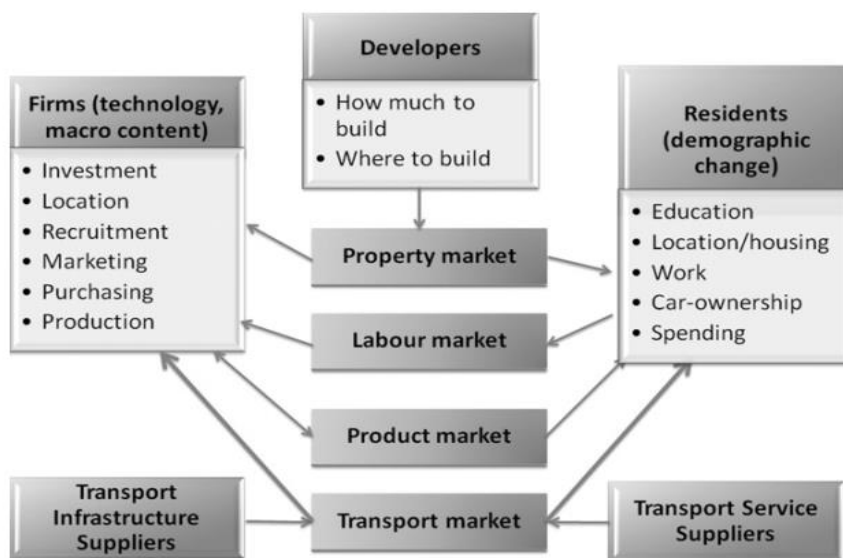 Developers
• How much to
build
• Where to build
Firms (technology,
macro content)
• Investment
• Location
• Recruitment
• Marketing
• Purchasing
• Production
Residents
(demographic
change)
• Education
• Location/housing
• Work
• Car-ownership
• Spending
Property market
Labour market
Product market
Transport market
Transport
Infrastructure
Suppliers
Transport Service
Suppliers